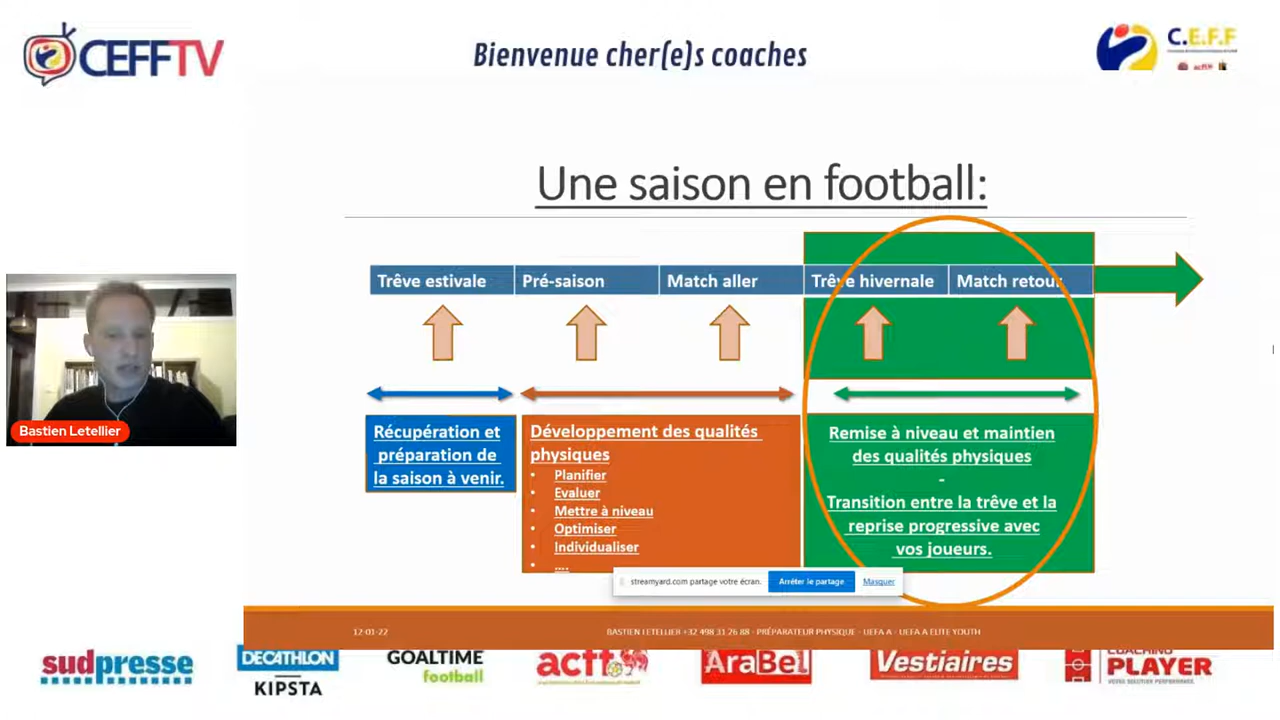 CEFFTV
Bienvenue cher(e)s coaches
C.E.F.F
Une saison en football:
Trêve estivale
Pré-saison
Match aller
Trêve hivernale
Match retour
Récupération et
préparation de
la saison à venir.
Développement des qualités
physiques
• Planifier
• Evaluer
• Mettre à niveau
• Optimiser
• Individualiser
• ....
Remise à niveau et maintien
des qualités physiques
-
Transition entre la trêve et la
reprise progressive avec
vos joueurs.
Bastien Letellier
streamyard.com partage votre écran.
Arrêter le partage
Masquer
12-01-22
BASTIEN LETELLIER +32 498 31 26 88 - PRÉPARATEUR PHYSIQUE - UEFA A - UEFA A ELITE YOUTH
sudpresse
DECATHLON
KIPSTA
GOALTIME
football
actt
AraBel
Vestiaires
COACHING
PLAYER